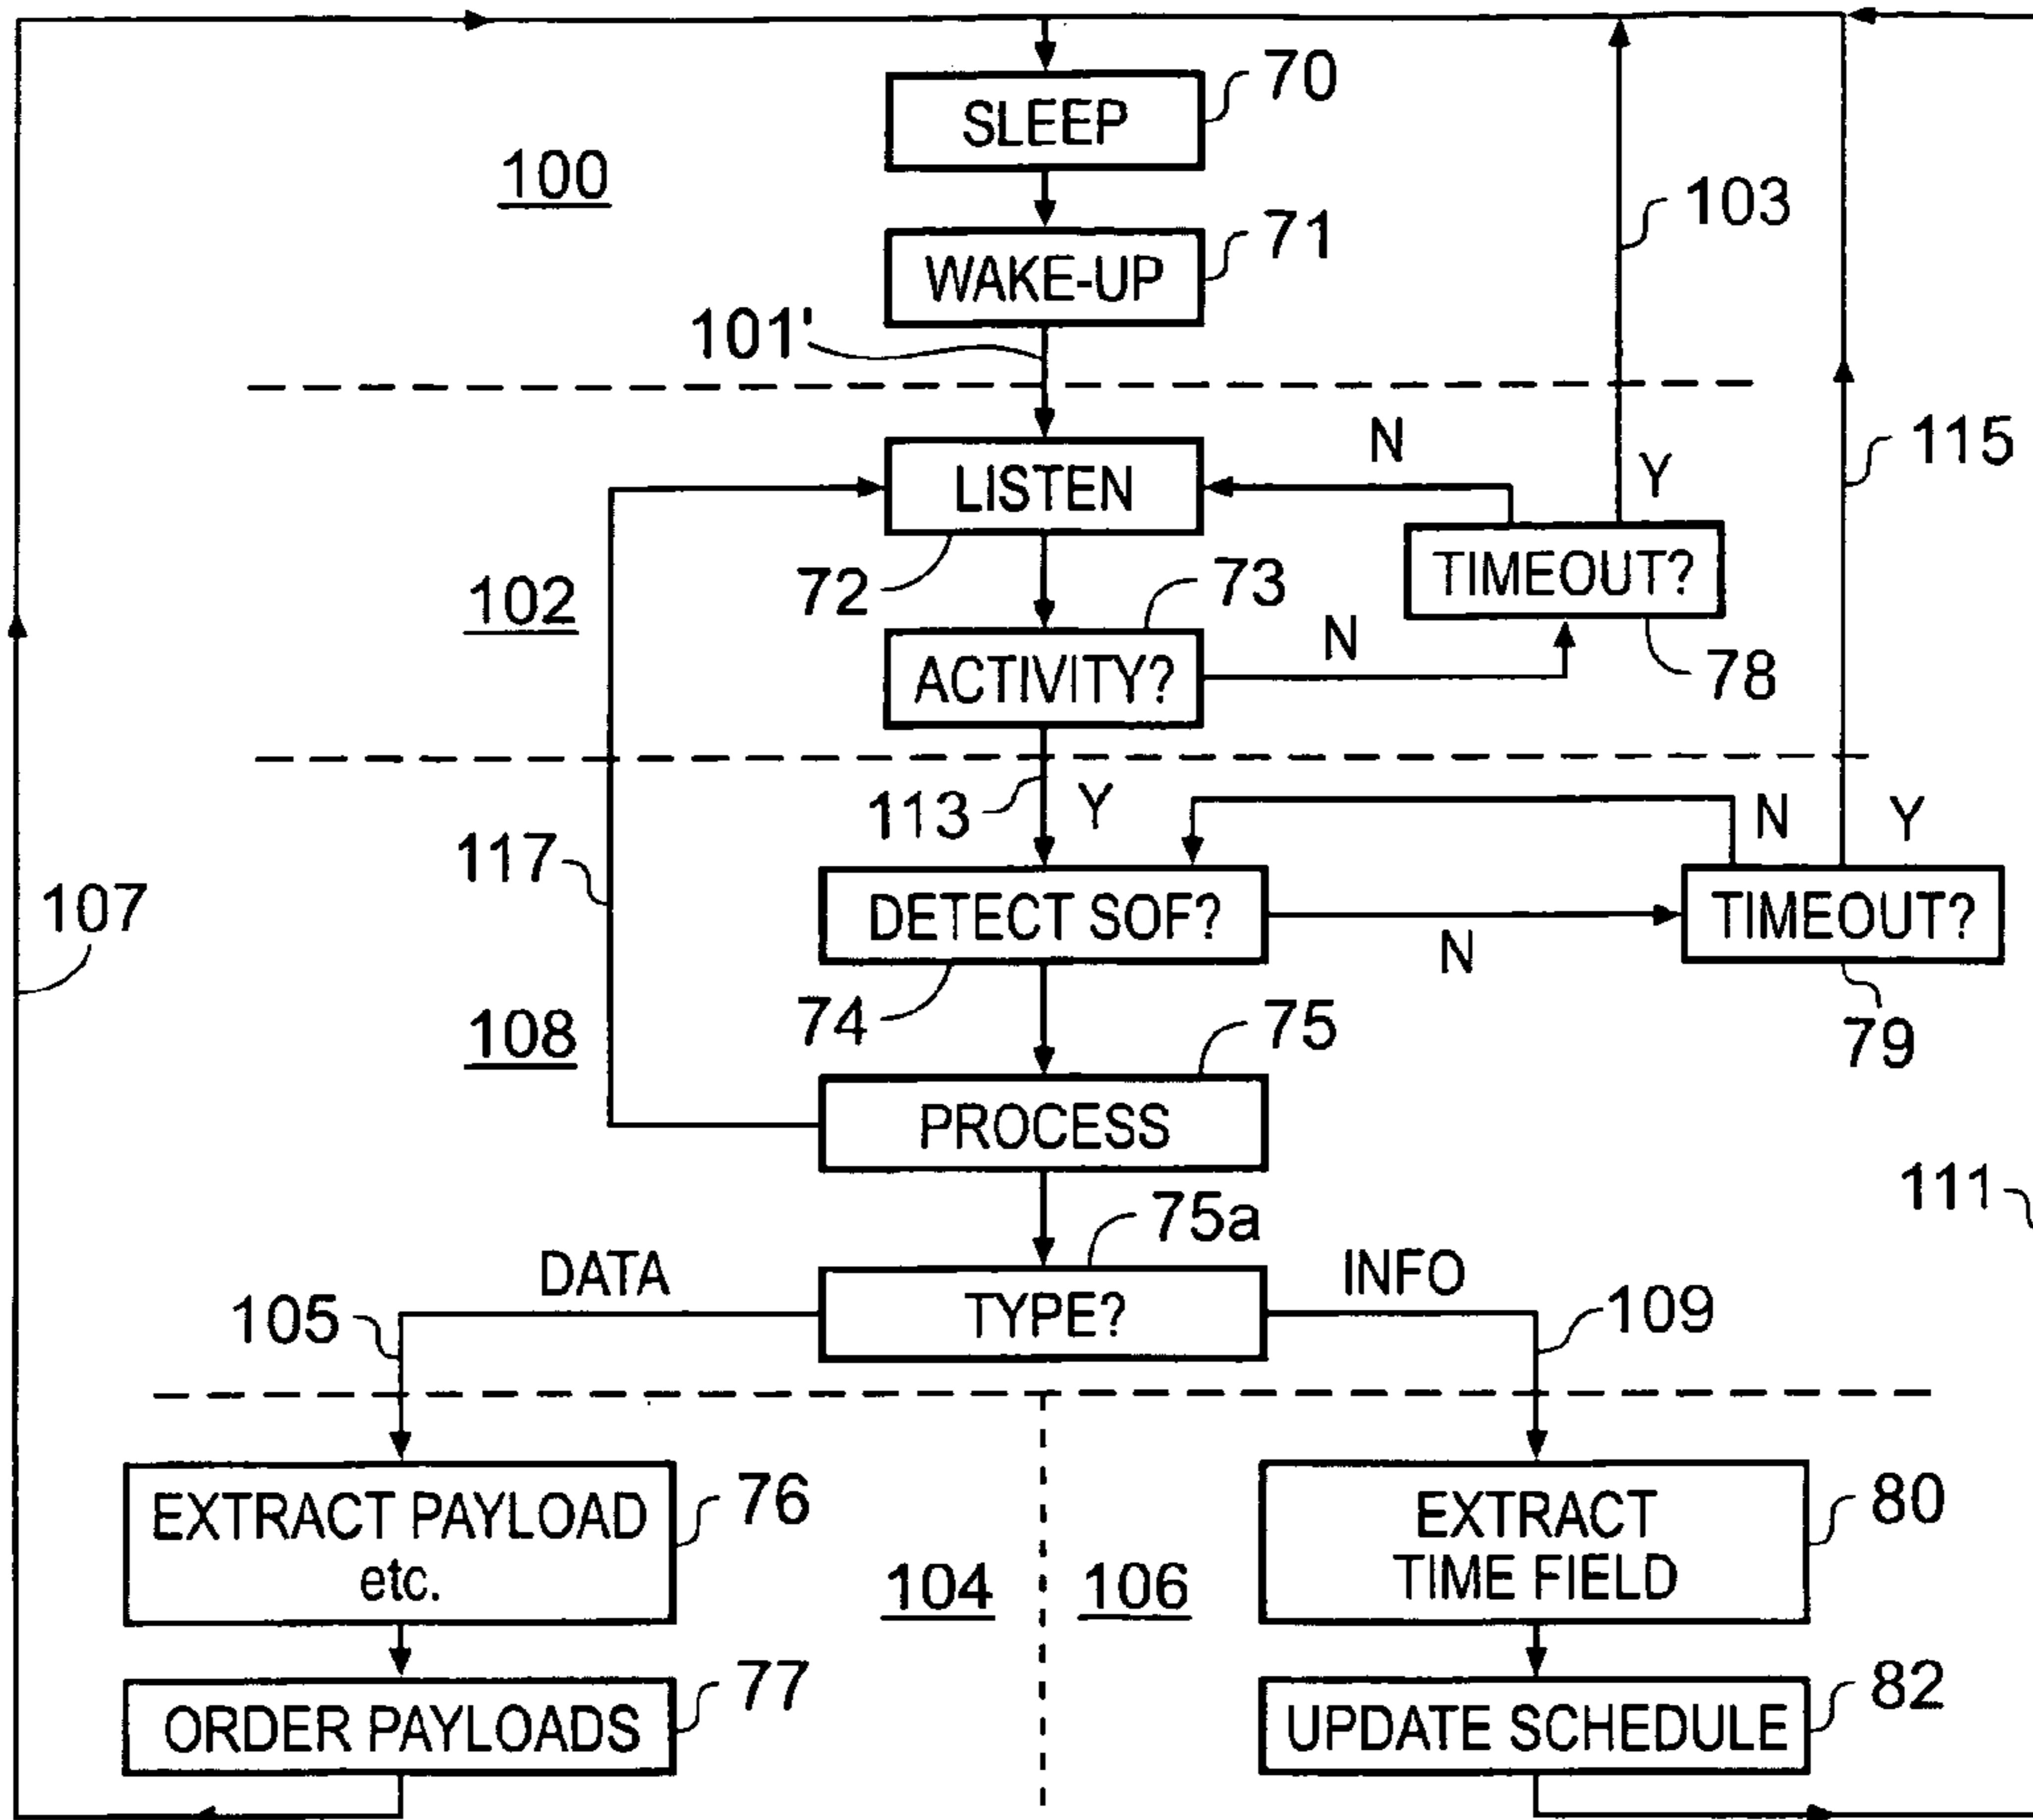 70
SLEEP
100
103
71
WAKE-UP
101'
N
115
LISTEN
Y
72
73
TIMEOUT?
102
N
ACTIVITY?
78
113
Y
N
Y
117
107
DETECT SOF?
TIMEOUT?
N
74
75
79
108
PROCESS
111
75a
DATA
INFO
105
TYPE?
109
EXTRACT PAYLOAD
etc.
76
EXTRACT
TIME FIELD
80
104
106
ORDER PAYLOADS
77
UPDATE SCHEDULE
82